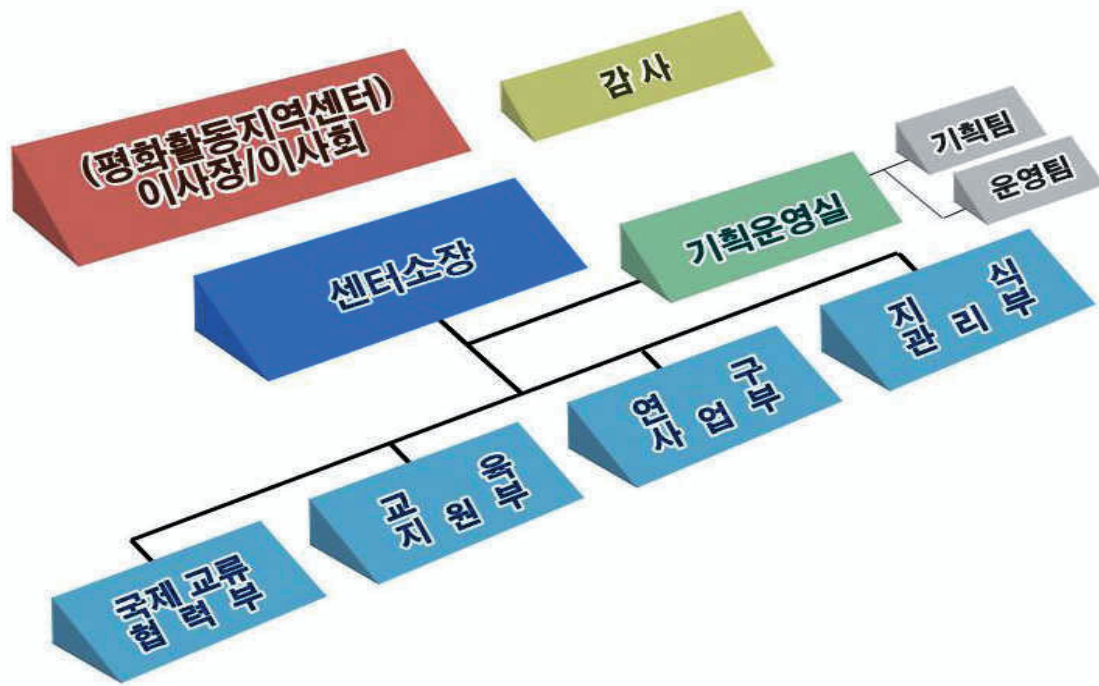 (평화활동지역센터)
이사장/이사회
감 사
센터소장
기획운영실
기획팀
운영팀
국제 교류
협 력 부
교 육
지 원 부
연 구
사 업 부
지 식
관 리 부